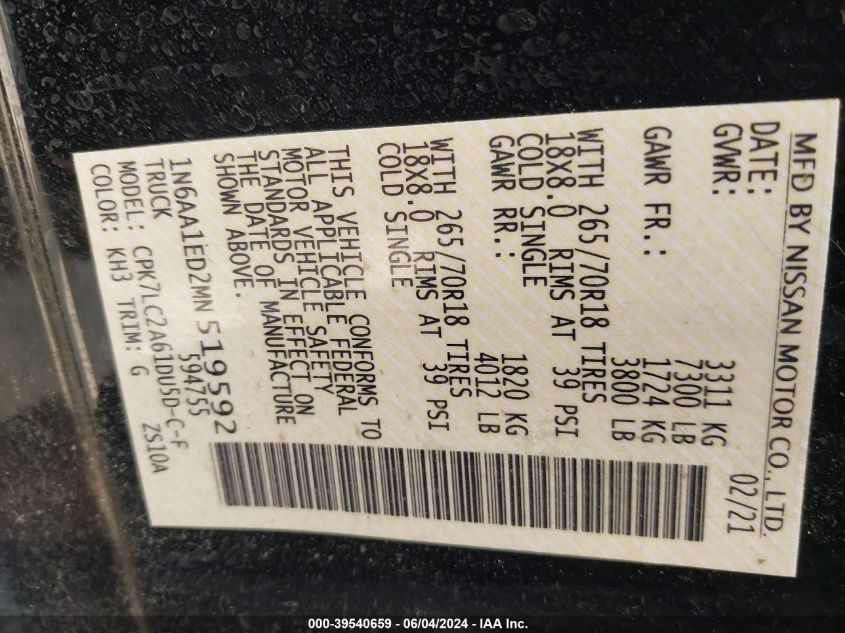 MFD BY NISSAN MOTOR CO., LTD.
DATE: 02/21
GVWR: 3311 KG
7300 LB
GAWR FR.: 1724 KG
3800 LB
WITH 265/70R18 TIRES
18X8.0 RIMS AT 39 PSI
COLD SINGLE
GAWR RR.: 1820 KG
4012 LB
WITH 265/70R18 TIRES
18X8.0 RIMS AT 39 PSI
COLD SINGLE
THIS VEHICLE CONFORMS TO
ALL APPLICABLE FEDERAL
MOTOR VEHICLE SAFETY
STANDARDS IN EFFECT ON
THE DATE OF MANUFACTURE
SHOWN ABOVE.
1N6AA1ED2MN519592
TRUCK 594755
MODEL: CPK7LC2A61DU5D-C-F
COLOR: KH3 TRIM: G ZS10A
000-39540659 - 06/04/2024 - IAA Inc.